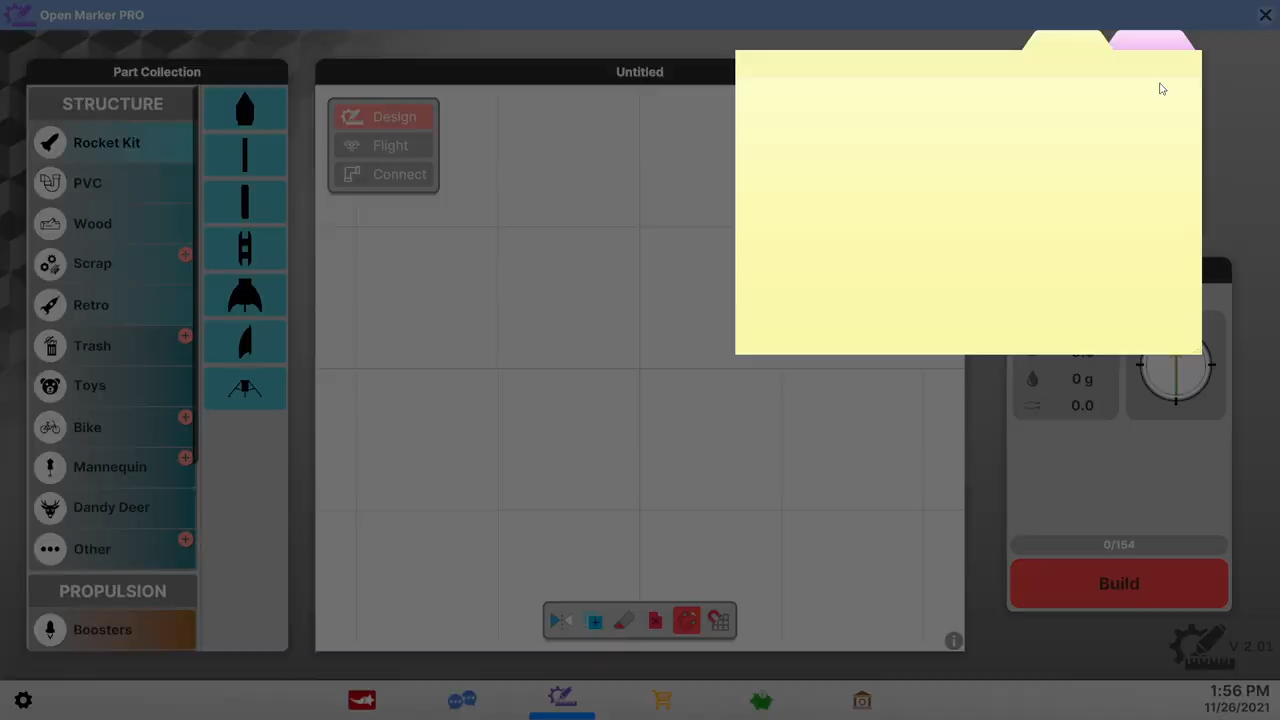 Open Marker PRO
Part Collection
Untitled
STRUCTURE
Rocket Kit
PVC
Wood
Scrap
Retro
Trash
Toys
Bike
Mannequin
Dandy Deer
Other
PROPULSION
Boosters
Design
Flight
Connect
0 g
0.0
0/154
Build
V 2.01
1:56 PM
11/26/2021